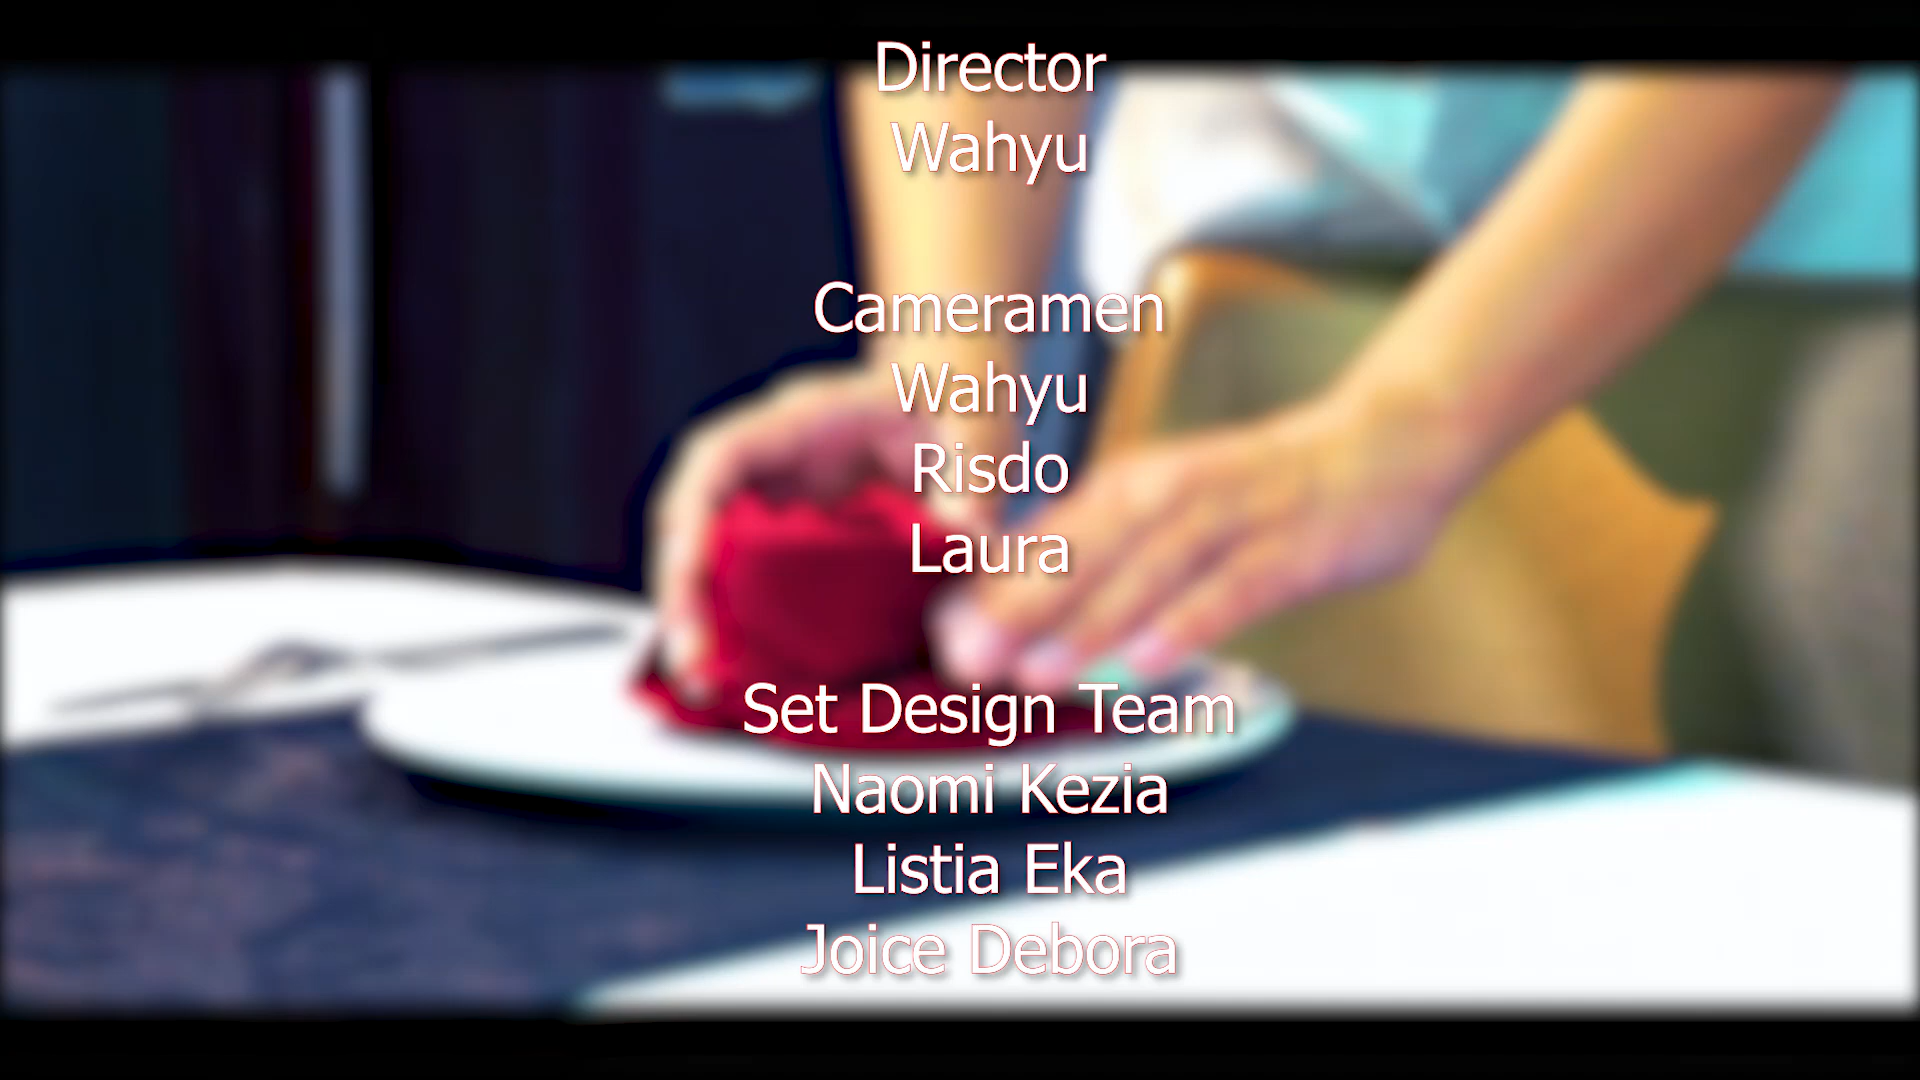 Director
Wahyu
Cameramen
Wahyu
Risdo
Laura
Set Design Team
Naomi Kezia
Listia Eka
Joice Debora